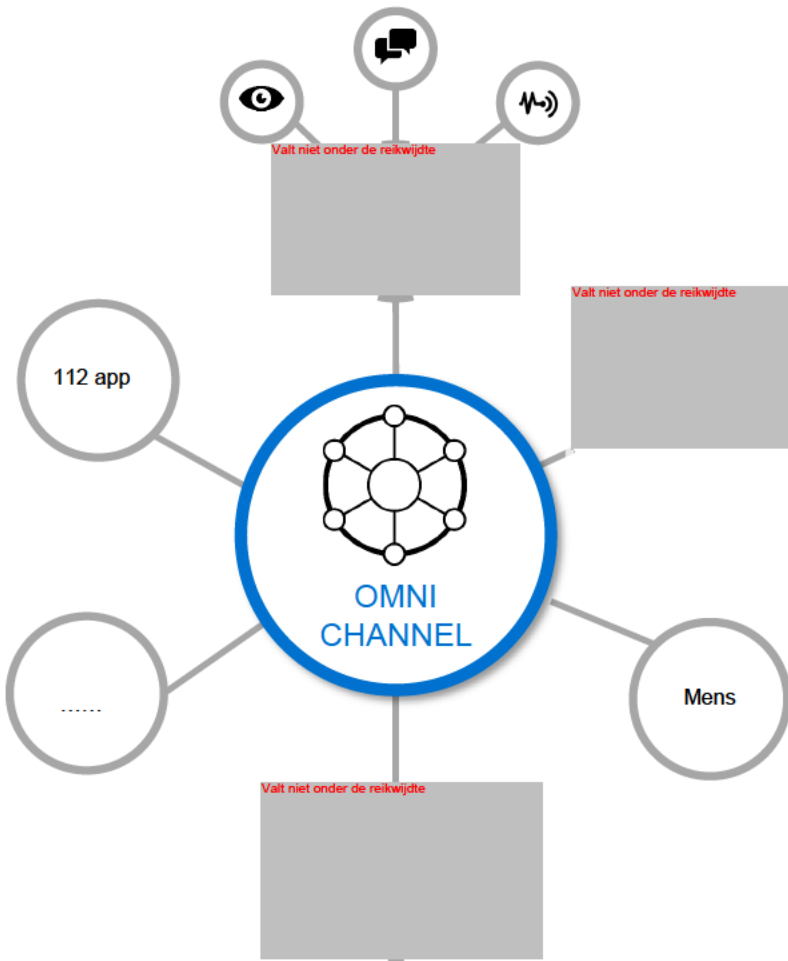 Valt niet onder de reikwijdte
Valt niet onder de reikwijdte
112 app
OMNI
CHANNEL
......
Mens
Valt niet onder de reikwijdte